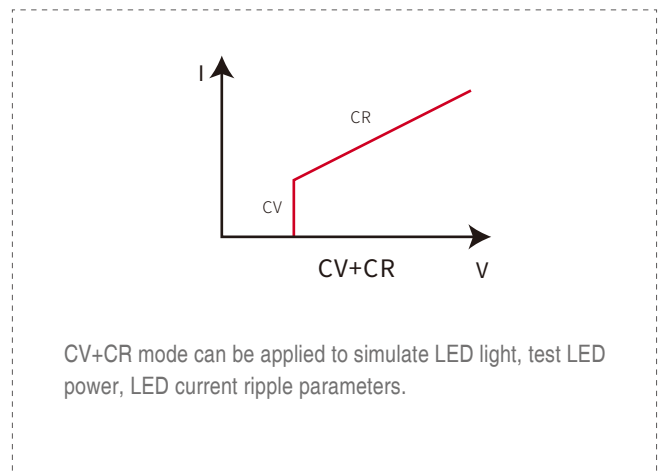 I
CR
CV
CV+CR
V
CV+CR mode can be applied to simulate LED light, test LED
power, LED current ripple parameters.